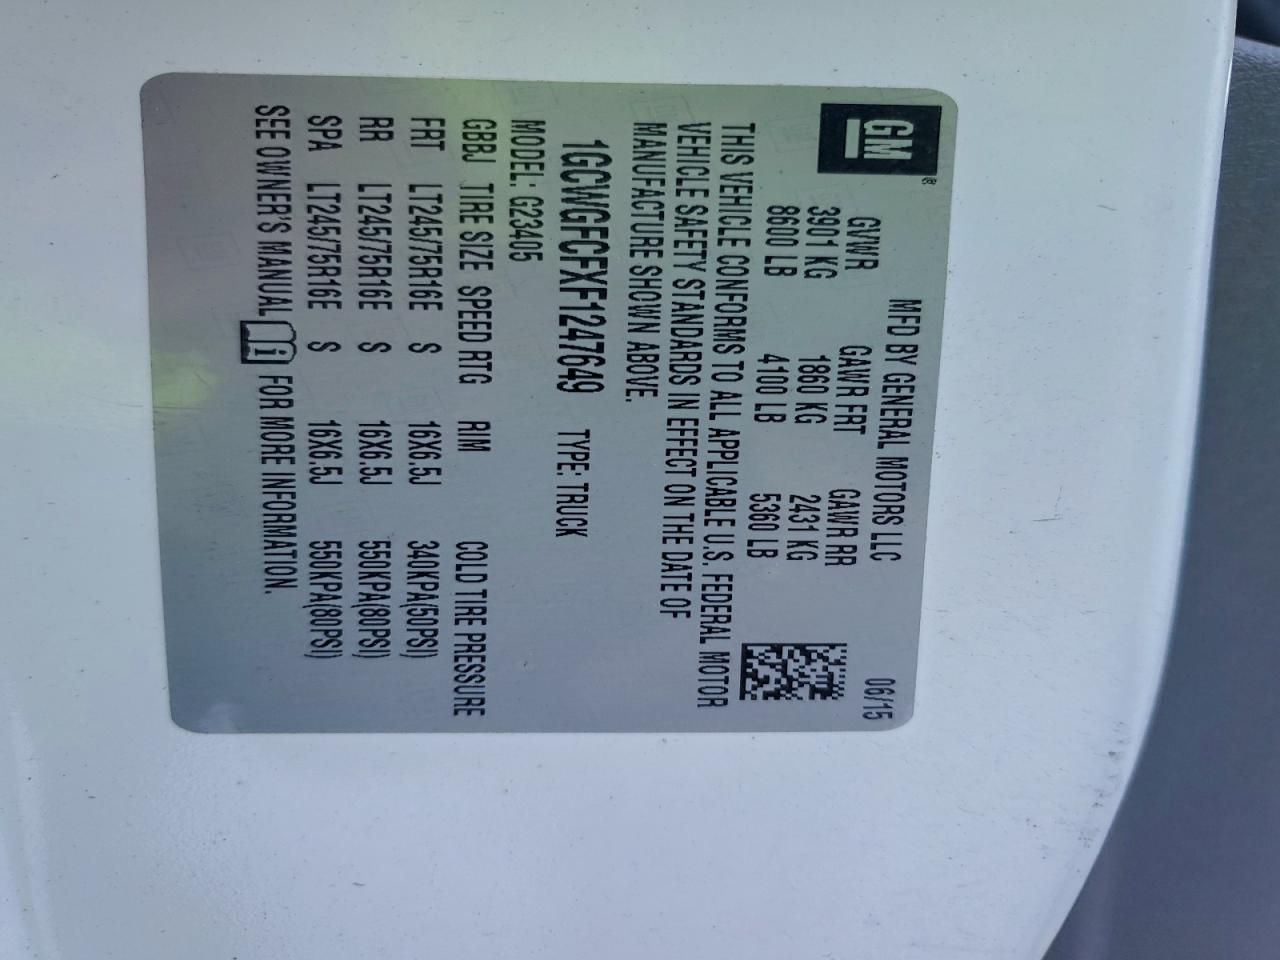 GM®
MFD BY GENERAL MOTORS LLC 06/15
GVWR GAWR FRT GAWR RR
3901 KG 1860 KG 2431 KG
8600 LB 4100 LB 5360 LB
THIS VEHICLE CONFORMS TO ALL APPLICABLE U.S. FEDERAL MOTOR
VEHICLE SAFETY STANDARDS IN EFFECT ON THE DATE OF
MANUFACTURE SHOWN ABOVE.
1GCWGFCFXF1247649 TYPE: TRUCK
MODEL: G23405
GBBJ TIRE SIZE SPEED RTG RIM COLD TIRE PRESSURE
FRT LT245/75R16E S 16X6.5J 340KPA(50PSI)
RR LT245/75R16E S 16X6.5J 550KPA(80PSI)
SPA LT245/75R16E S 16X6.5J 550KPA(80PSI)
SEE OWNER'S MANUAL i FOR MORE INFORMATION.